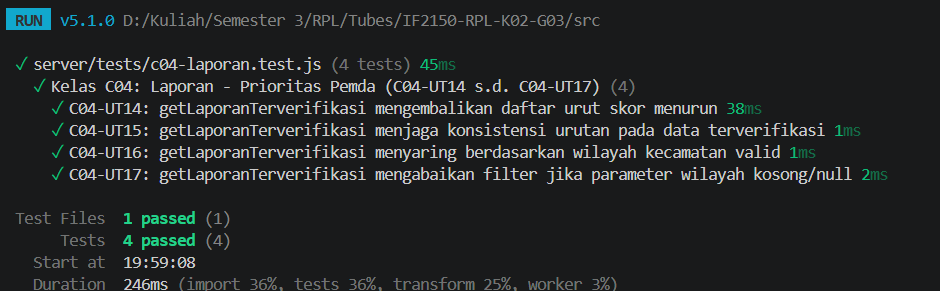 RUN v5.1.0 D:/Kuliah/Semester 3/RPL/Tubes/IF2150-RPL-K02-G03/src
✓ server/tests/c04-laporan.test.js (4 tests) 45ms
✓ Kelas C04: Laporan - Prioritas Pemda (C04-UT14 s.d. C04-UT17) (4)
✓ C04-UT14: getLaporanTerverifikasi mengembalikan daftar urut skor menurun 38ms
✓ C04-UT15: getLaporanTerverifikasi menjaga konsistensi urutan pada data terverifikasi 1ms
✓ C04-UT16: getLaporanTerverifikasi menyaring berdasarkan wilayah kecamatan valid 1ms
✓ C04-UT17: getLaporanTerverifikasi mengabaikan filter jika parameter wilayah kosong/null 2ms
Test Files 1 passed (1)
Tests 4 passed (4)
Start at 19:59:08
Duration 246ms (import 36%, tests 36%, transform 25%, worker 3%)